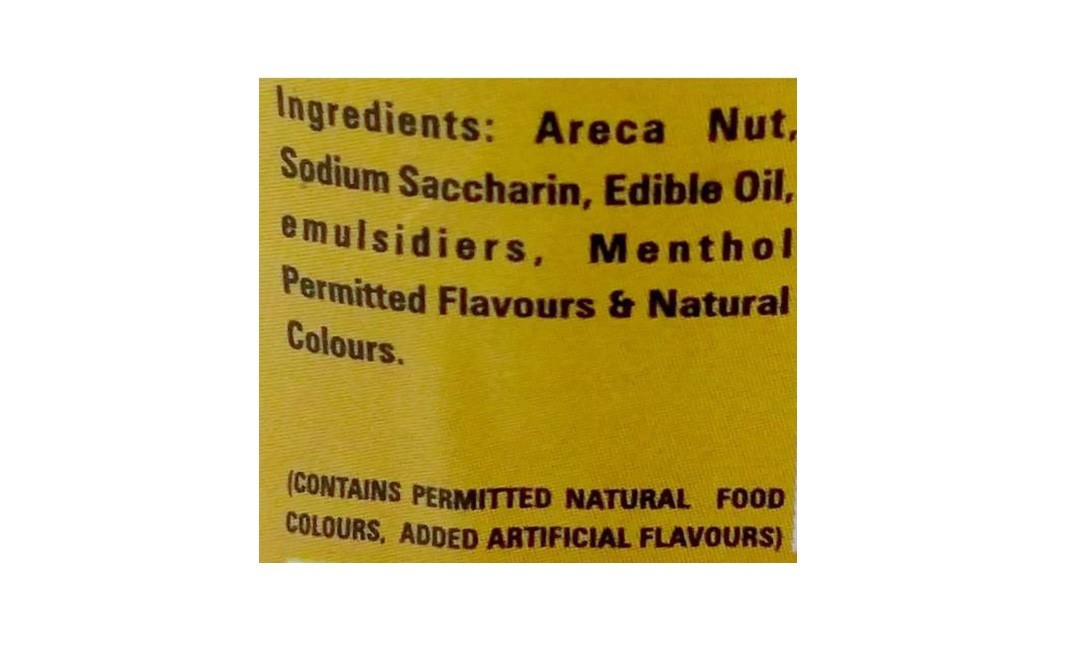 Ingredients: Areca Nut,
Sodium Saccharin, Edible Oil,
emulsidiers, Menthol
Permitted Flavours & Natural
Colours.
(CONTAINS PERMITTED NATURAL FOOD
COLOURS, ADDED ARTIFICIAL FLAVOURS)